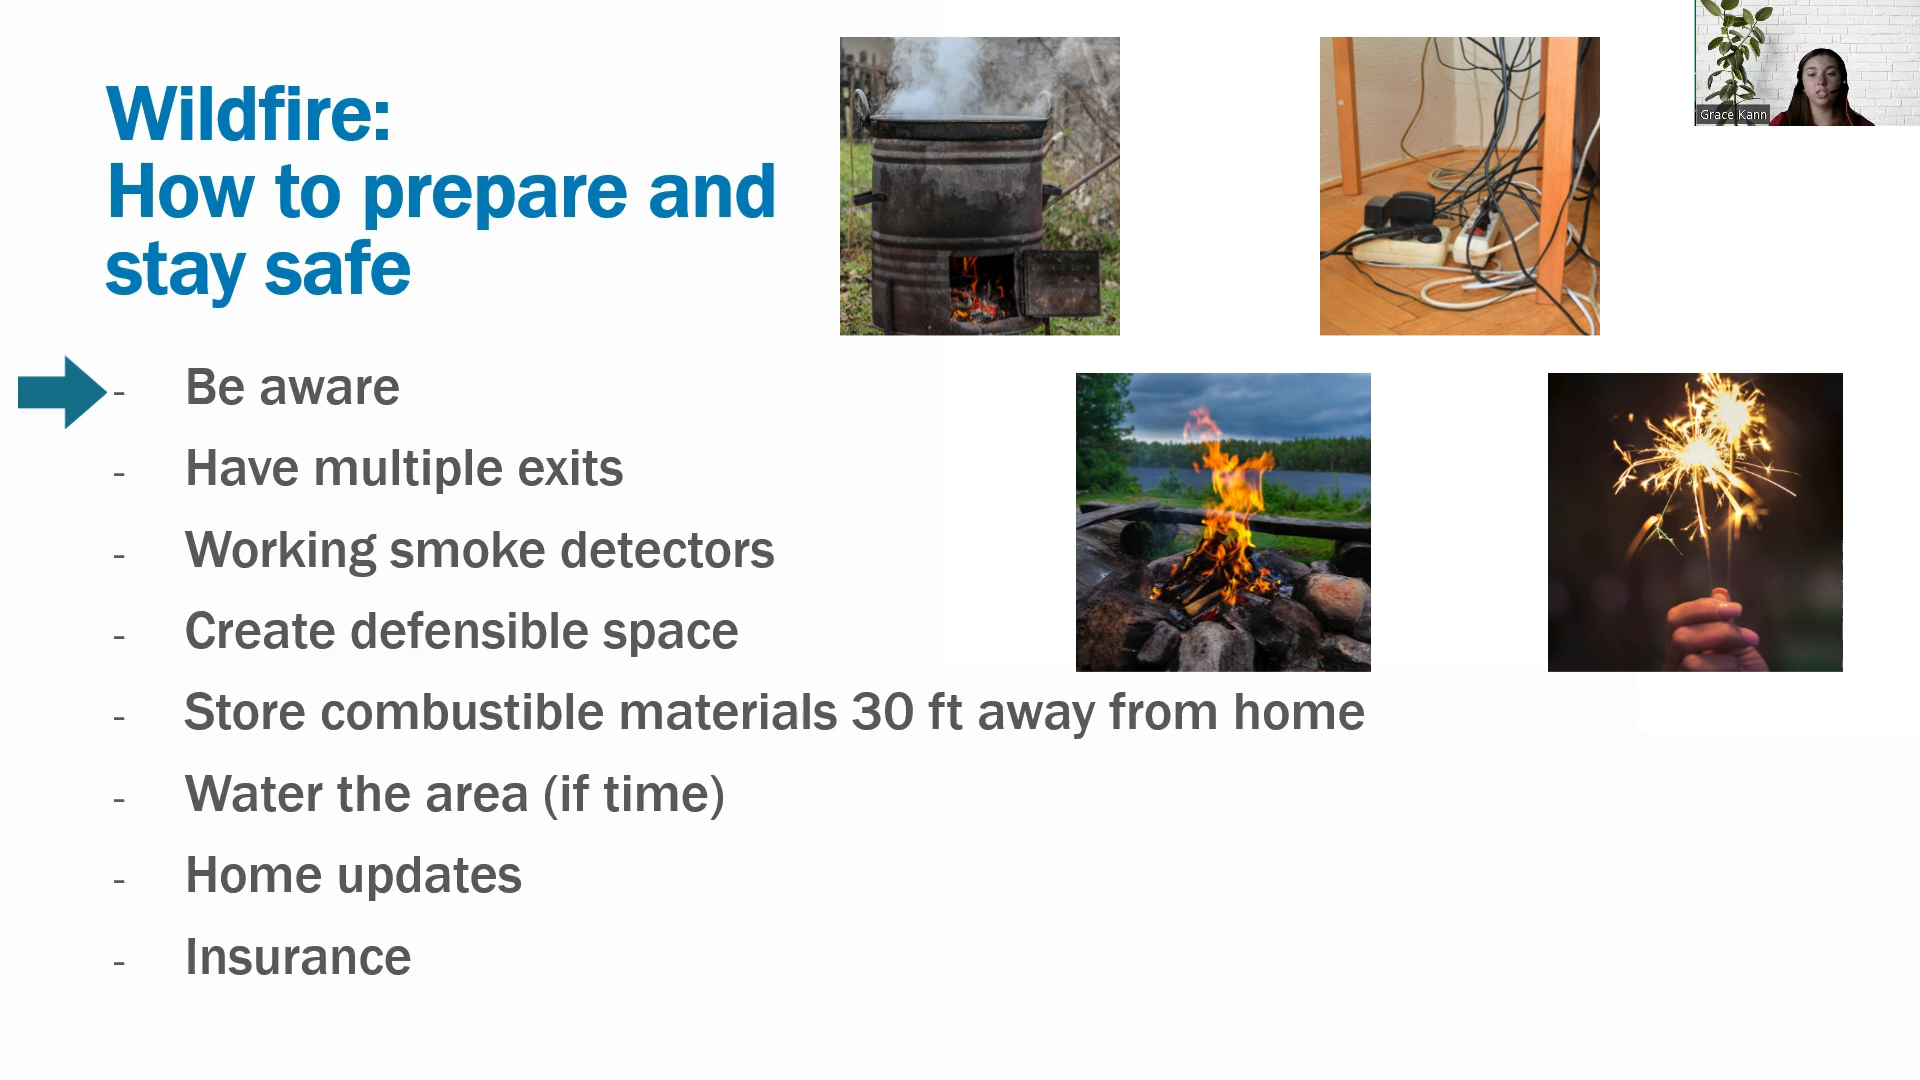 Wildfire:
How to prepare and
stay safe
- Be aware
- Have multiple exits
- Working smoke detectors
- Create defensible space
- Store combustible materials 30 ft away from home
- Water the area (if time)
- Home updates
- Insurance
Grace Kann